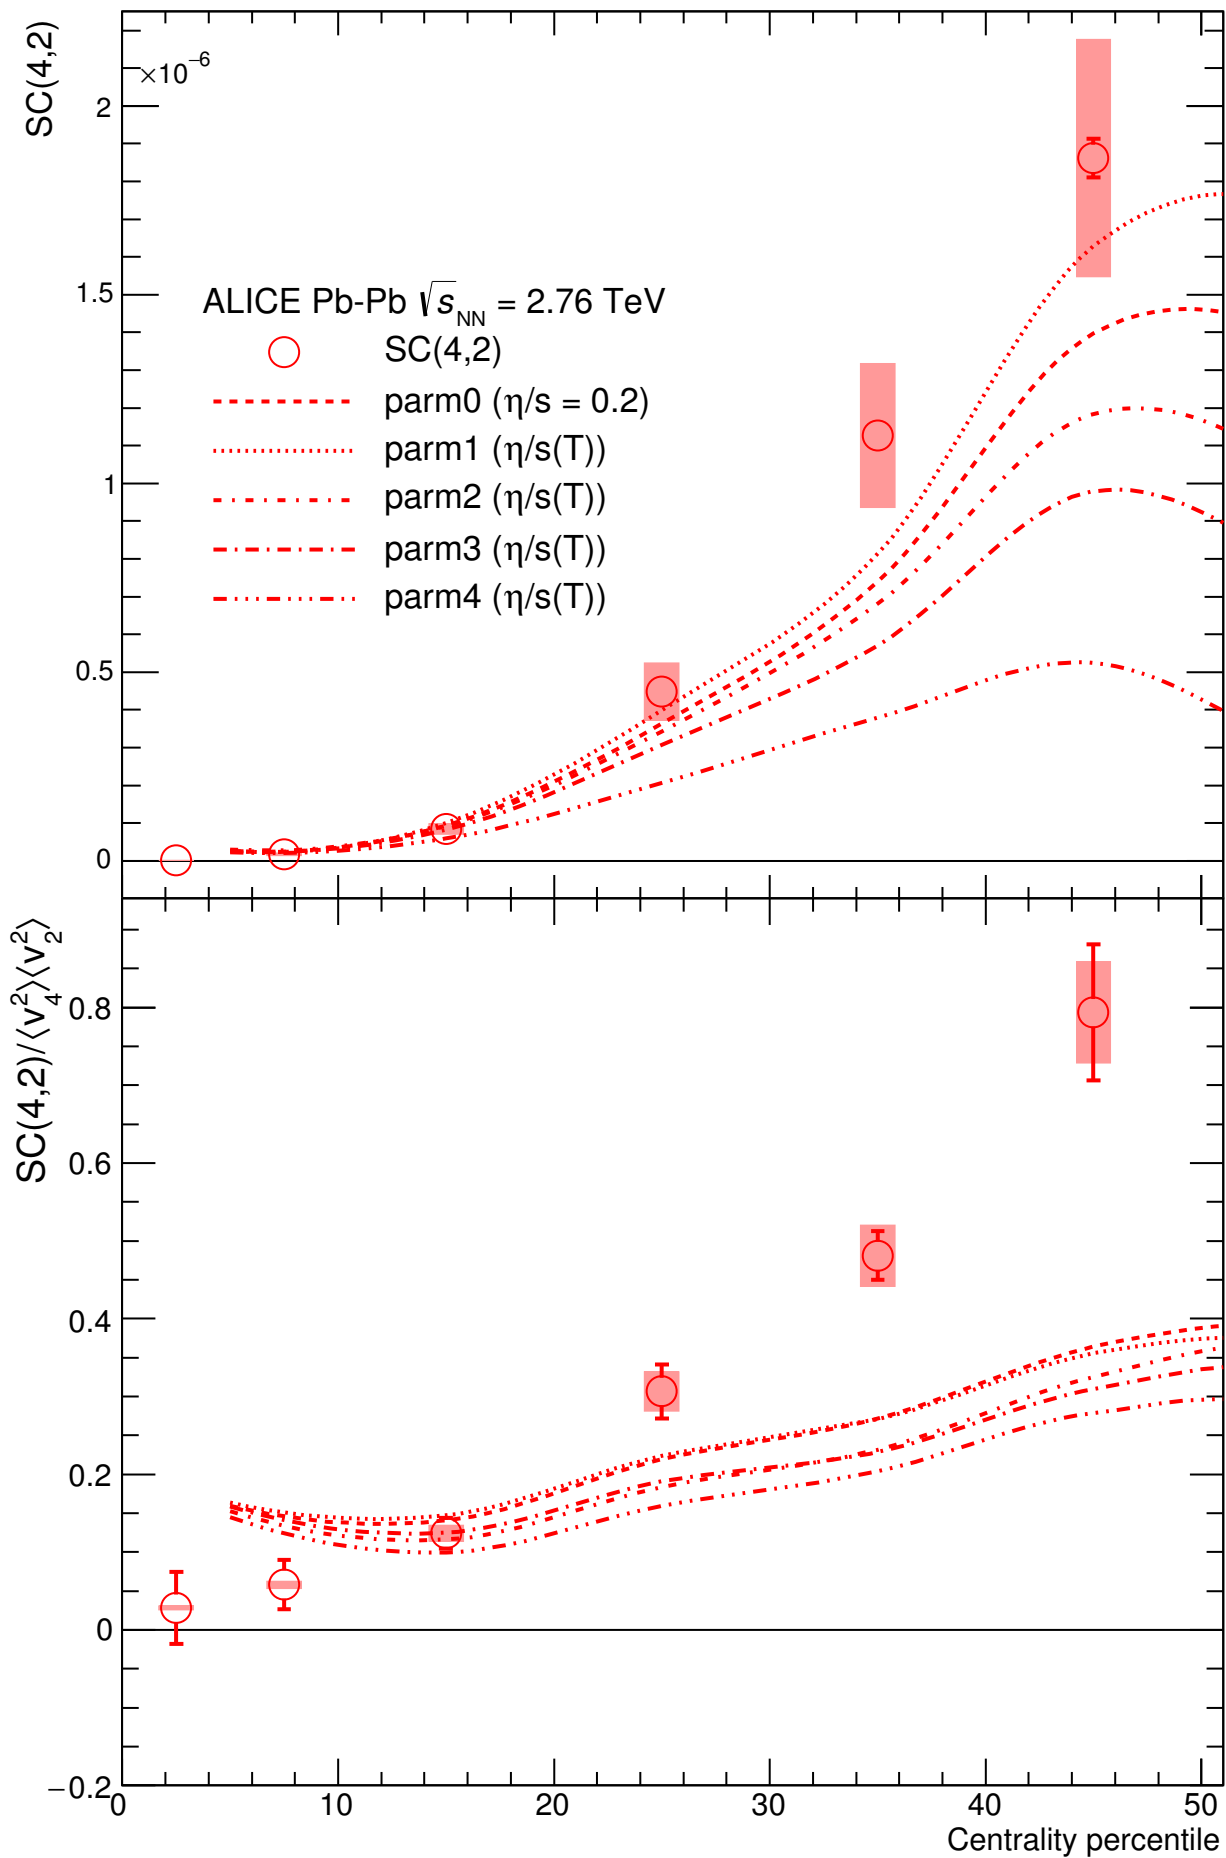 SC(4,2)
×10⁻⁶
2
1.5
1
0.5
0
ALICE Pb-Pb √s_NN = 2.76 TeV
SC(4,2)
parm0 (η/s = 0.2)
parm1 (η/s(T))
parm2 (η/s(T))
parm3 (η/s(T))
parm4 (η/s(T))
SC(4,2)/⟨v₄²⟩⟨v₂²⟩
0.8
0.6
0.4
0.2
0
−0.2
0 10 20 30 40 50
Centrality percentile